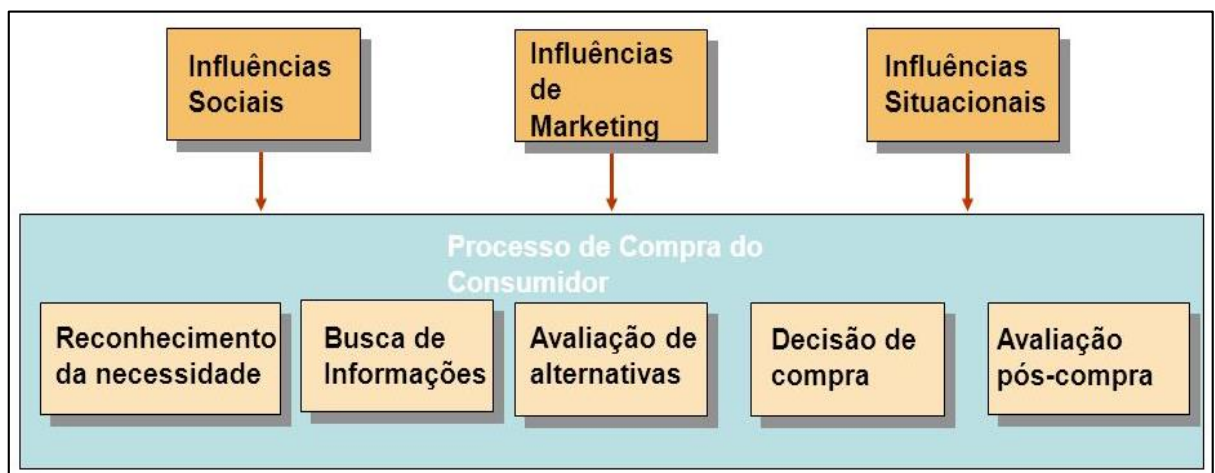 Influências
Sociais
Influências
de
Marketing
Influências
Situacionais
Processo de Compra do
Consumidor
Reconhecimento
da necessidade
Busca de
Informações
Avaliação de
alternativas
Decisão de
compra
Avaliação
pós-compra